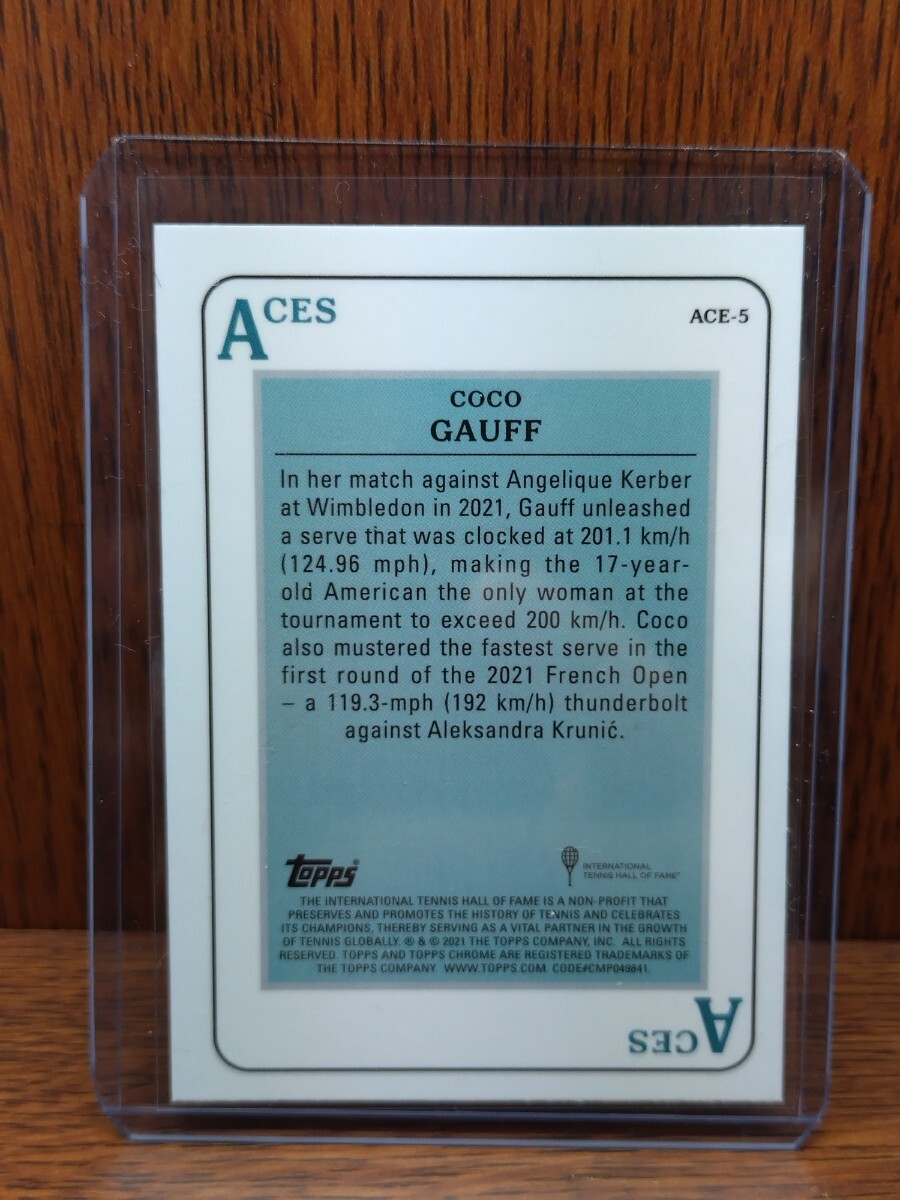 ACES
ACE-5
COCO
GAUFF
In her match against Angelique Kerber
at Wimbledon in 2021, Gauff unleashed
a serve that was clocked at 201.1 km/h
(124.96 mph), making the 17-year-
old American the only woman at the
tournament to exceed 200 km/h. Coco
also mustered the fastest serve in the
first round of the 2021 French Open
– a 119.3-mph (192 km/h) thunderbolt
against Aleksandra Krunić.
topps®
INTERNATIONAL
TENNIS HALL OF FAME™
THE INTERNATIONAL TENNIS HALL OF FAME IS A NON-PROFIT THAT
PRESERVES AND PROMOTES THE HISTORY OF TENNIS AND CELEBRATES
ITS CHAMPIONS, THEREBY SERVING AS A VITAL PARTNER IN THE GROWTH
OF TENNIS GLOBALLY. ® & © 2021 THE TOPPS COMPANY, INC. ALL RIGHTS
RESERVED. TOPPS AND TOPPS CHROME ARE REGISTERED TRADEMARKS OF
THE TOPPS COMPANY WWW.TOPPS.COM.
ACES